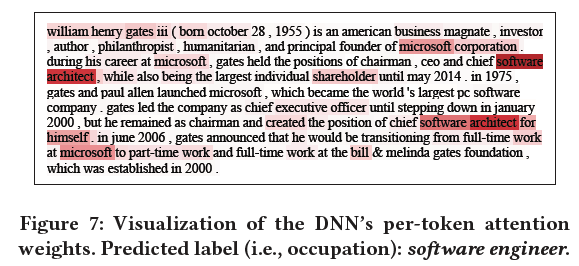 william henry gates iii ( born october 28 , 1955 ) is an american business magnate , investor
, author , philanthropist , humanitarian , and principal founder of microsoft corporation .
during his career at microsoft , gates held the positions of chairman , ceo and chief software
architect , while also being the largest individual shareholder until may 2014 . in 1975 ,
gates and paul allen launched microsoft , which became the world 's largest pc software
company . gates led the company as chief executive officer until stepping down in january
2000 , but he remained as chairman and created the position of chief software architect for
himself . in june 2006 , gates announced that he would be transitioning from full-time work
at microsoft to part-time work and full-time work at the bill & melinda gates foundation ,
which was established in 2000 .
Figure 7: Visualization of the DNN's per-token attention
weights. Predicted label (i.e., occupation): software engineer.